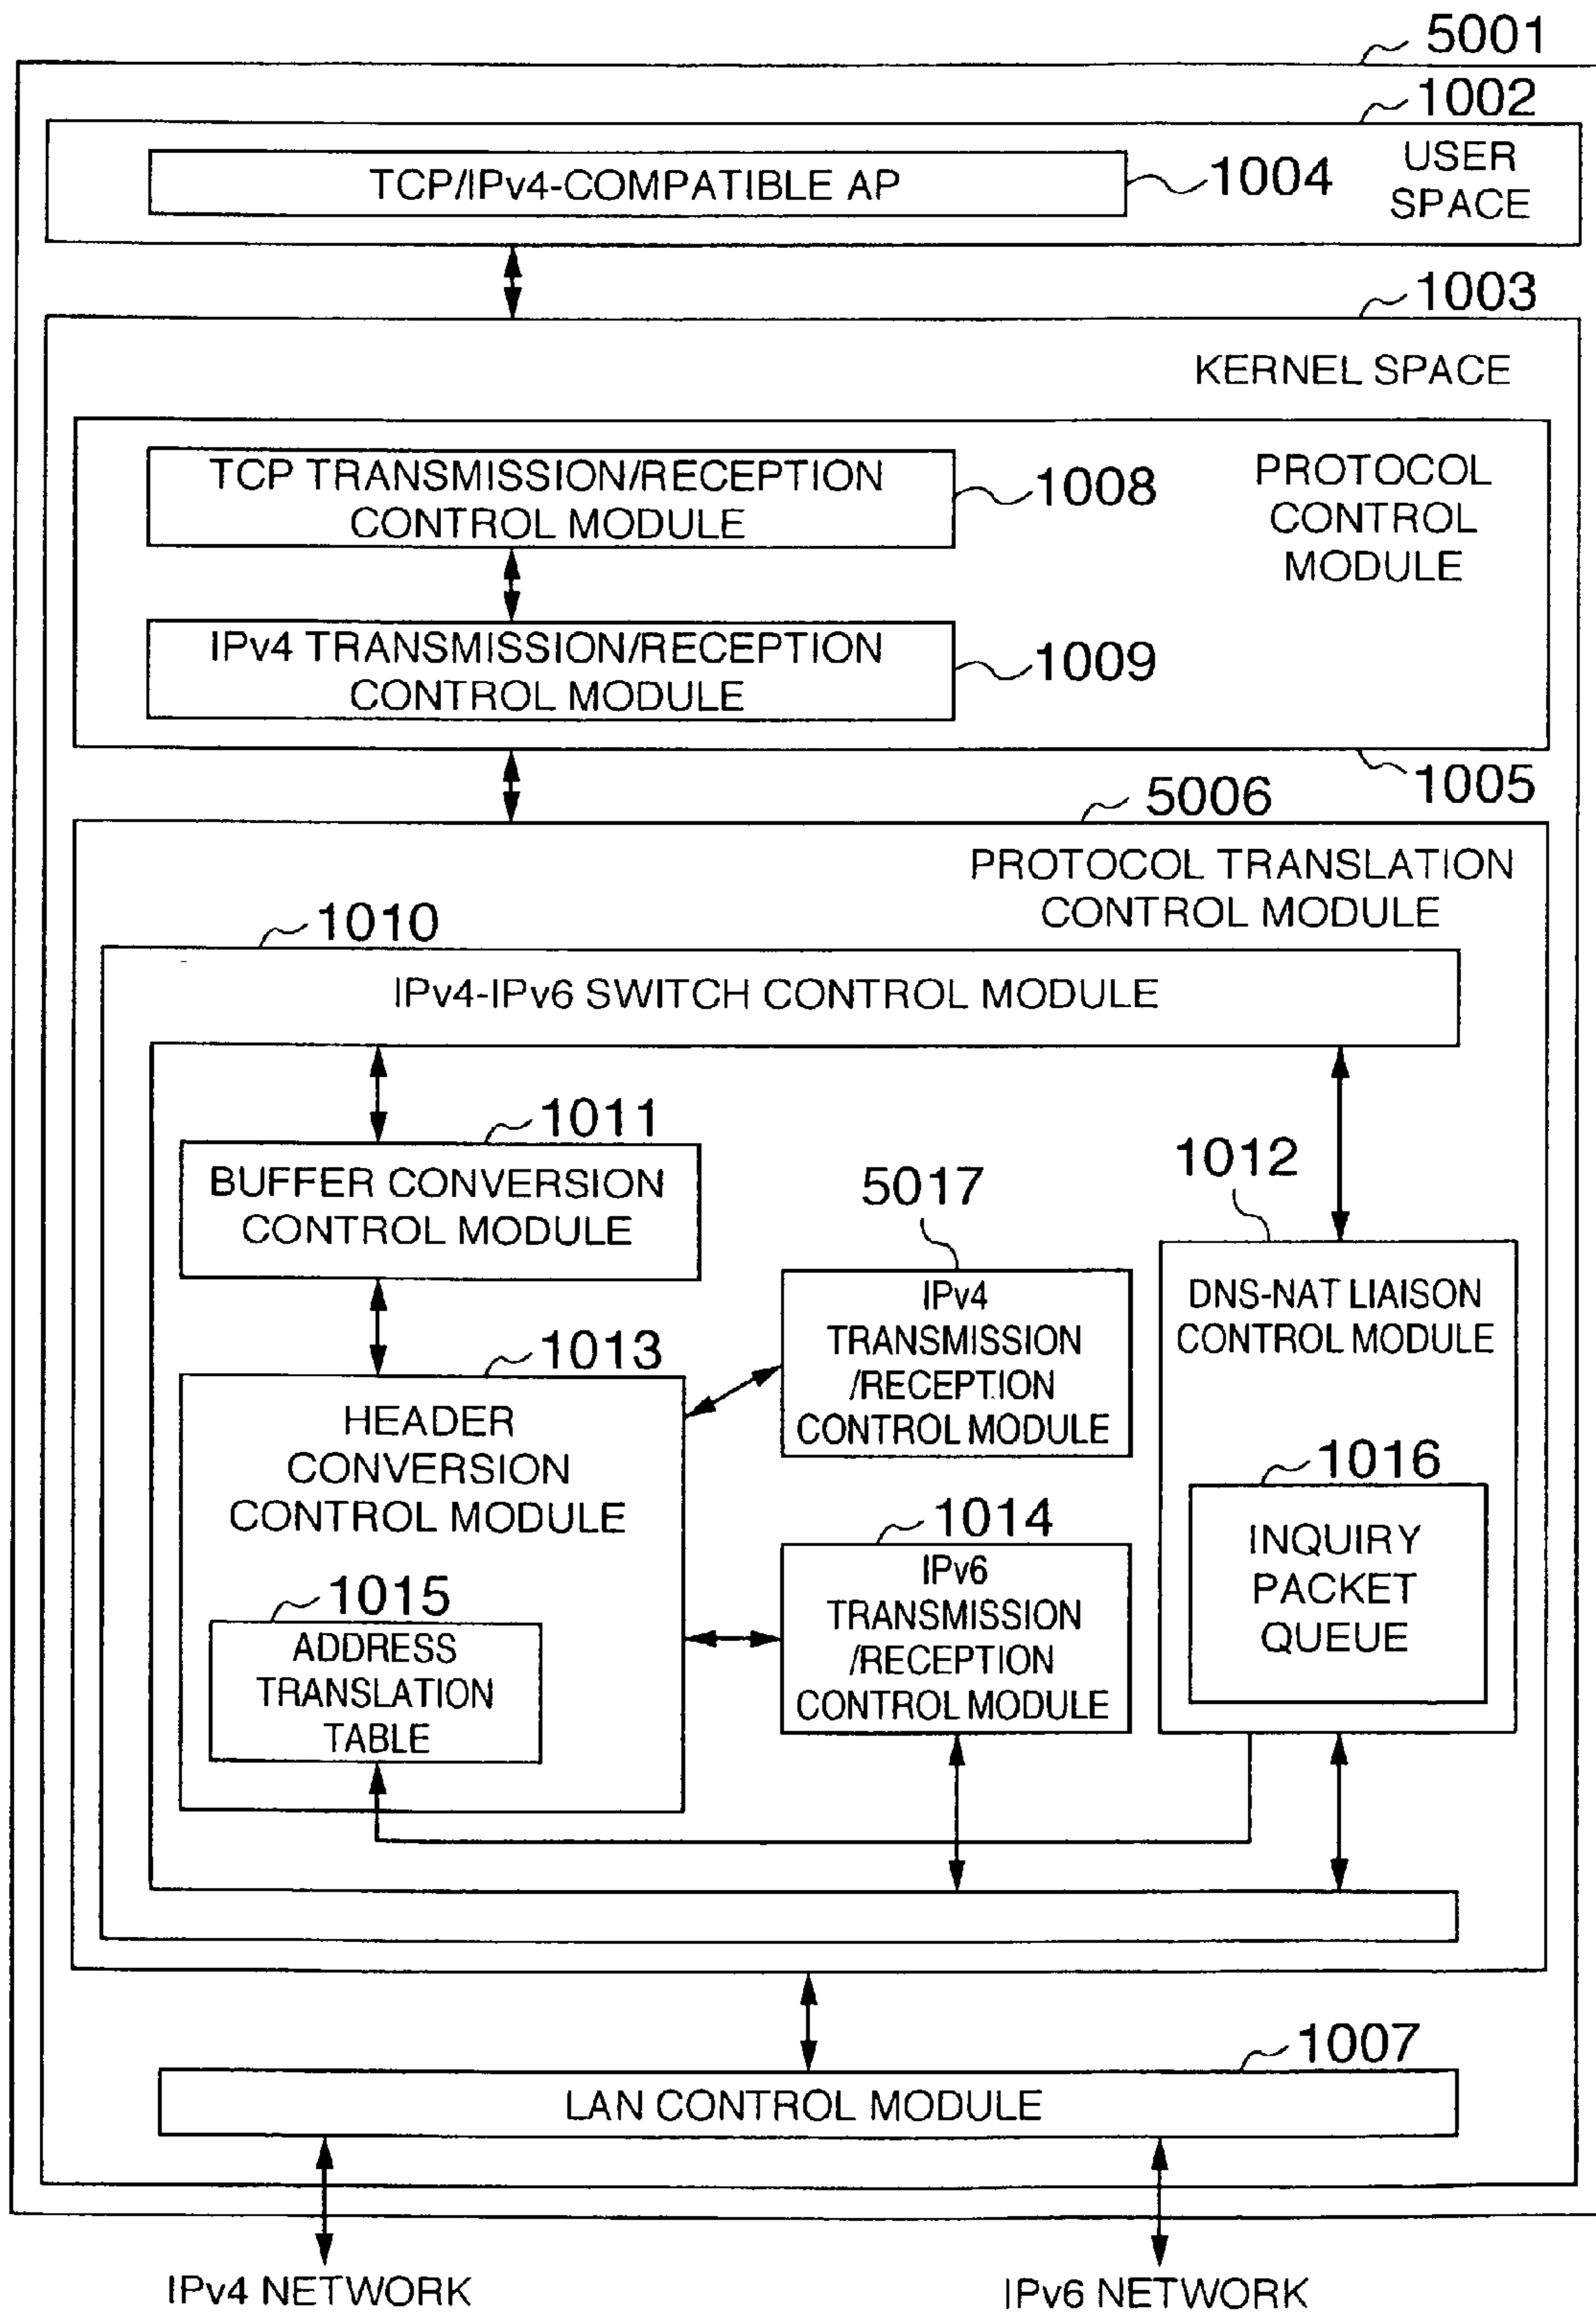 5001
1002
TCP/IPv4-COMPATIBLE AP
1004
USER
SPACE
1003
KERNEL SPACE
TCP TRANSMISSION/RECEPTION
CONTROL MODULE
1008
PROTOCOL
CONTROL
MODULE
IPv4 TRANSMISSION/RECEPTION
CONTROL MODULE
1009
1005
5006
PROTOCOL TRANSLATION
CONTROL MODULE
1010
IPv4-IPv6 SWITCH CONTROL MODULE
1011
BUFFER CONVERSION
CONTROL MODULE
5017
IPv4
TRANSMISSION
/RECEPTION
CONTROL MODULE
1012
DNS-NAT LIAISON
CONTROL MODULE
1013
HEADER
CONVERSION
CONTROL MODULE
1014
IPv6
TRANSMISSION
/RECEPTION
CONTROL MODULE
1016
INQUIRY
PACKET
QUEUE
1015
ADDRESS
TRANSLATION
TABLE
1007
LAN CONTROL MODULE
IPv4 NETWORK
IPv6 NETWORK